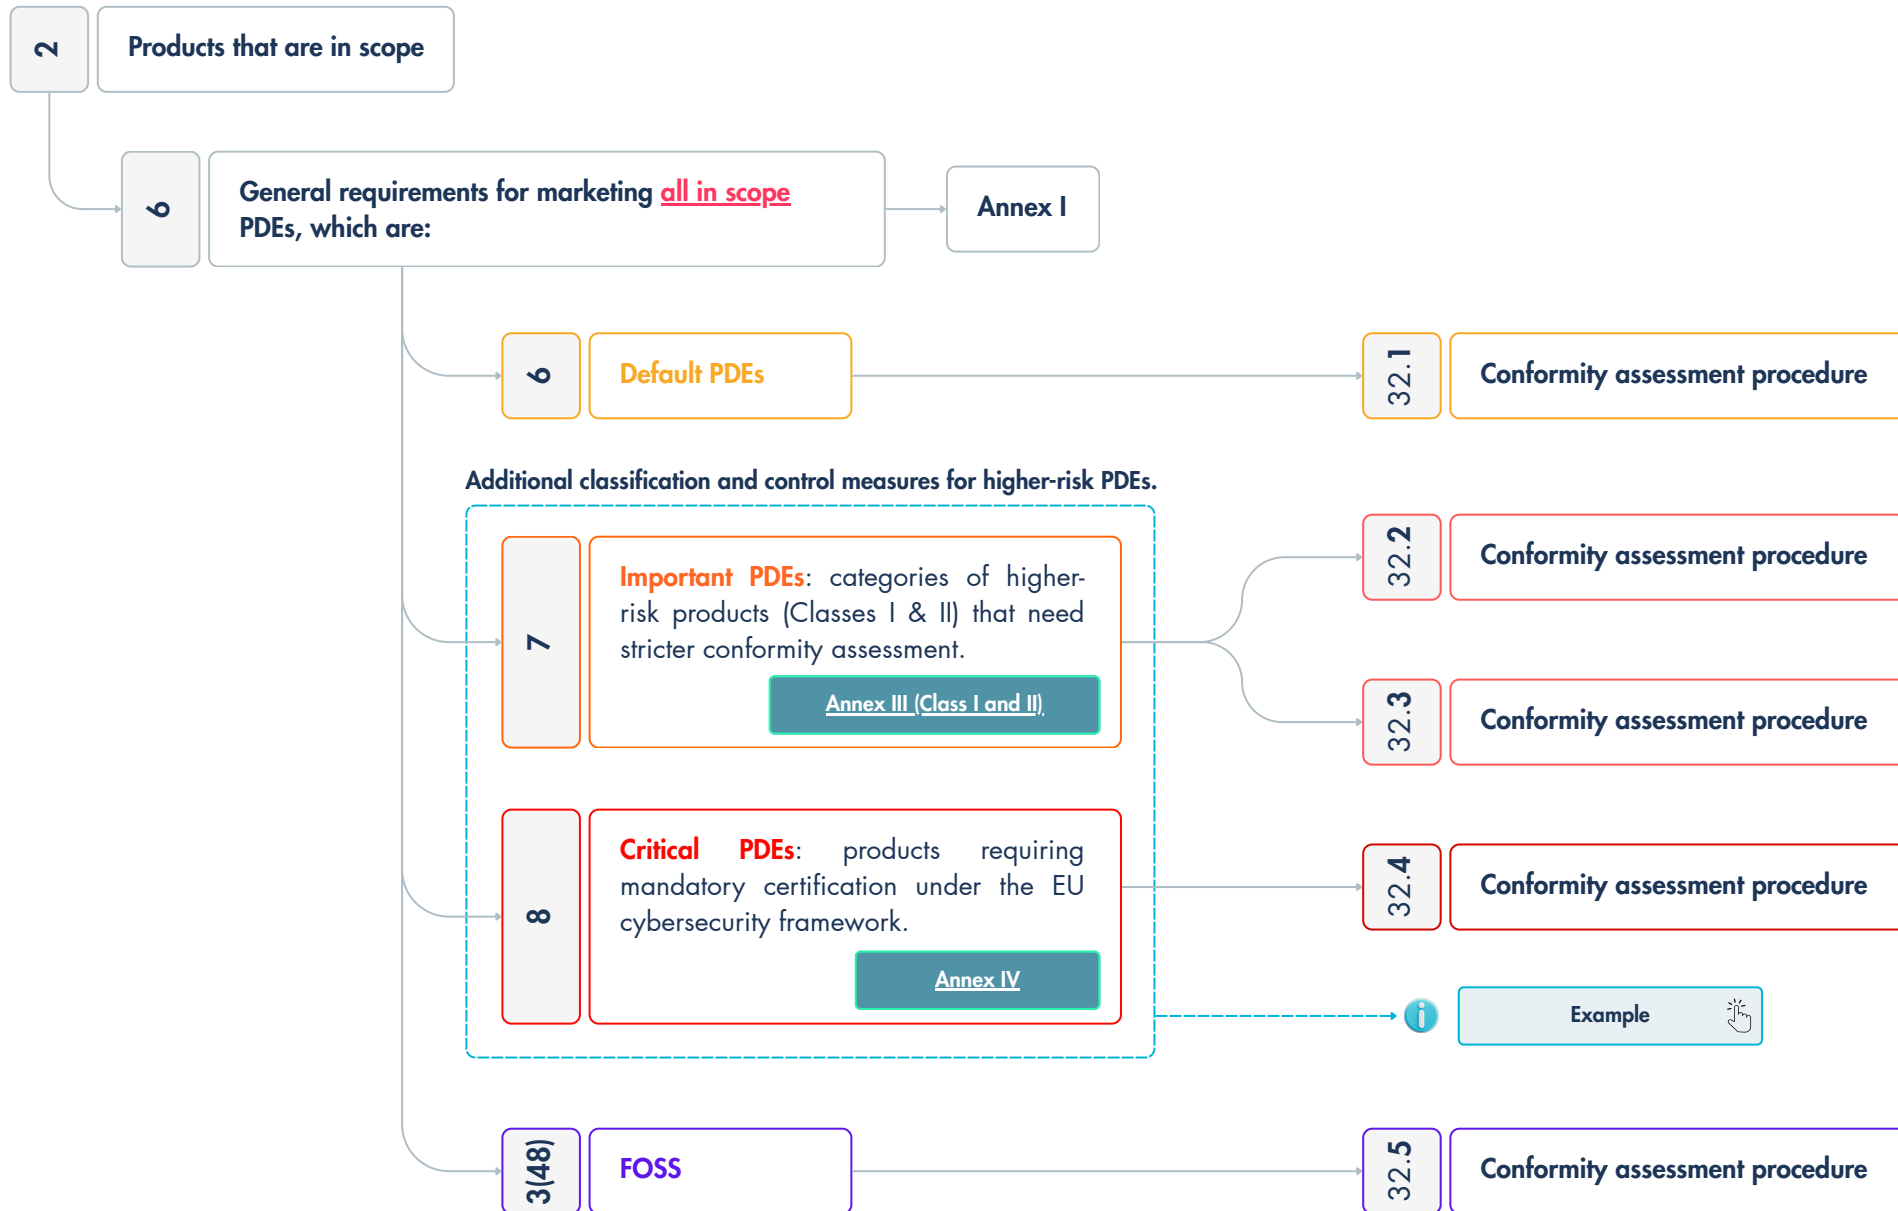 2
Products that are in scope
6
General requirements for marketing all in scope
PDEs, which are:
Annex I
6
Default PDEs
32.1
Conformity assessment procedure
Additional classification and control measures for higher-risk PDEs.
7
Important PDEs: categories of higher-
risk products (Classes I & II) that need
stricter conformity assessment.
Annex III (Class I and II)
32.2
Conformity assessment procedure
32.3
Conformity assessment procedure
8
Critical PDEs: products requiring
mandatory certification under the EU
cybersecurity framework.
Annex IV
32.4
Conformity assessment procedure
i
Example
3(48)
FOSS
32.5
Conformity assessment procedure